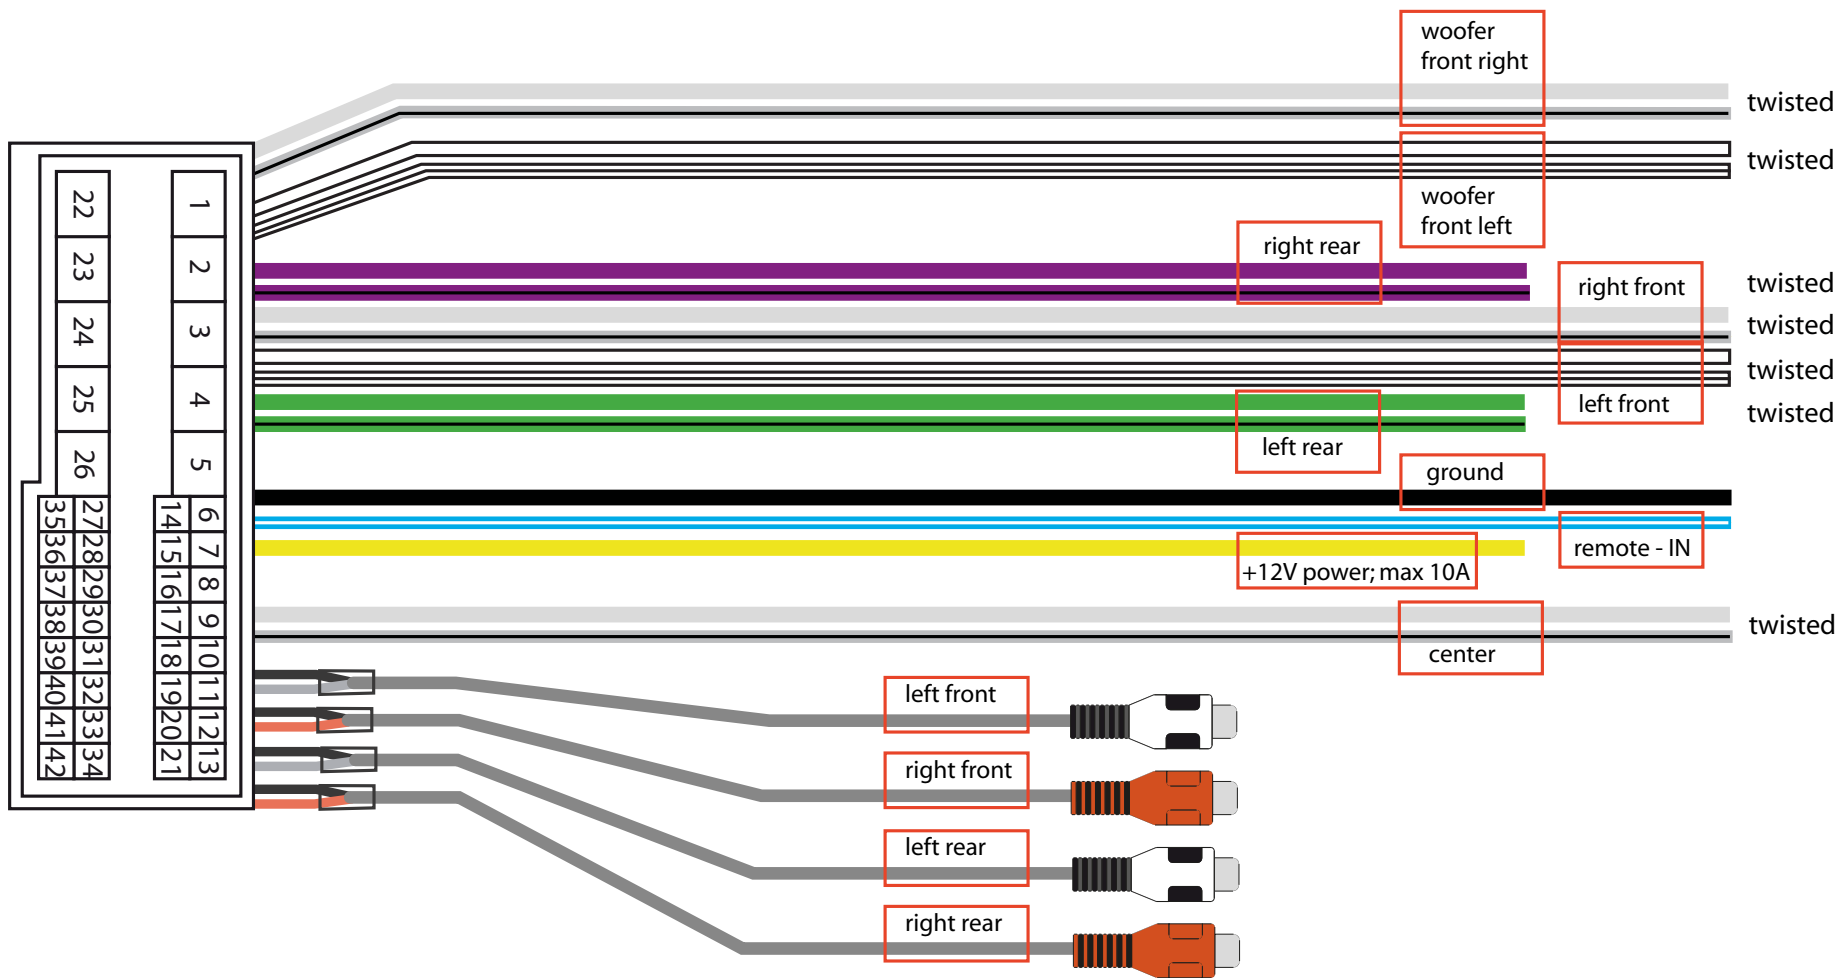 woofer
front right
twisted
twisted
woofer
front left
right rear
right front
twisted
twisted
twisted
left front
twisted
left rear
ground
remote - IN
+12V power; max 10A
twisted
center
left front
right front
left rear
right rear
22 1
23 2
24 3
25 4
26 5
35 27 14 6
36 28 15 7
37 29 16 8
38 30 17 9
39 31 18 10
40 32 19 11
41 33 20 12
42 34 21 13